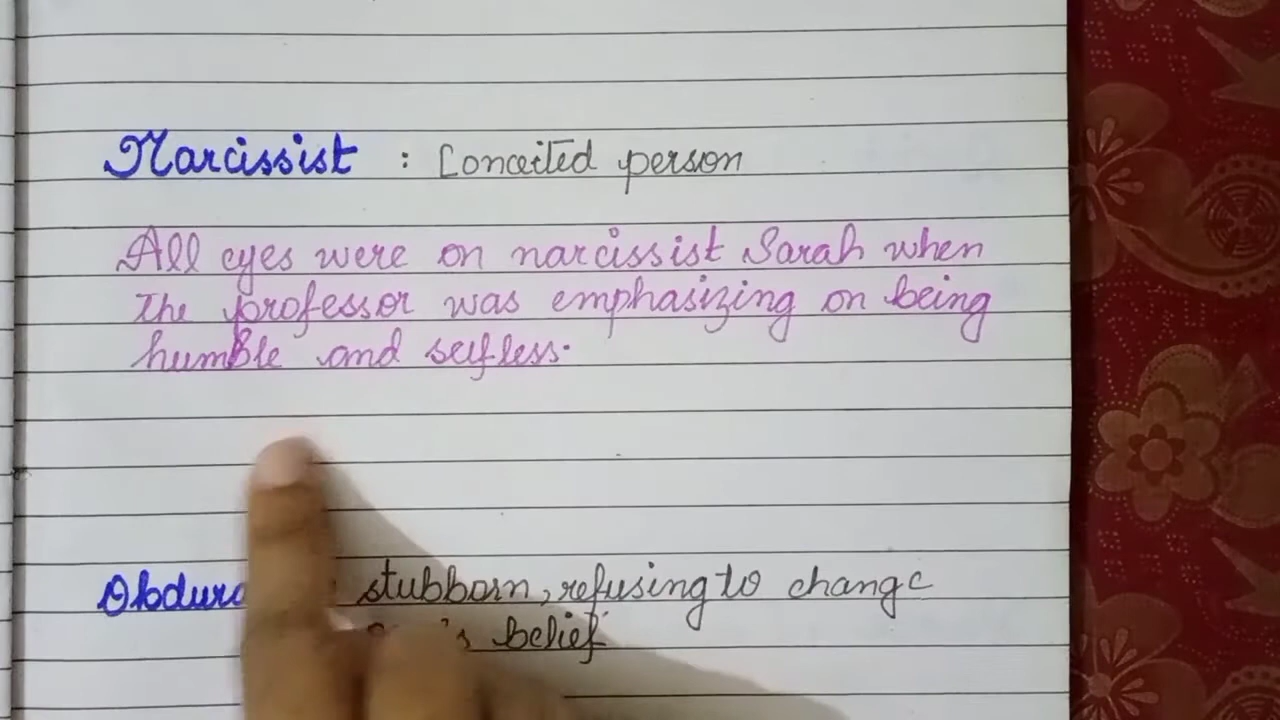 Narcissist : Conceited person
All eyes were on narcissist Sarah when
the professor was emphasizing on being
humble and selfless.
stubborn, refusing to change
belief